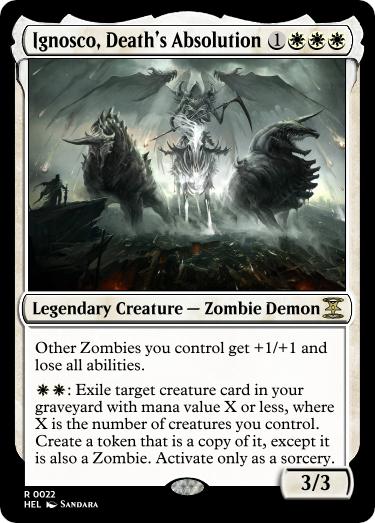 Ignosco, Death's Absolution 1
Legendary Creature — Zombie Demon
Other Zombies you control get +1/+1 and
lose all abilities.
: Exile target creature card in your
graveyard with mana value X or less, where
X is the number of creatures you control.
Create a token that is a copy of it, except it
is also a Zombie. Activate only as a sorcery.
3/3
R 0022
HEL SANDARA